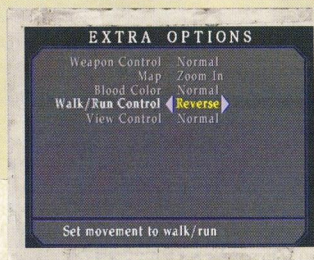 EXTRA OPTIONS
Weapon Control Normal
Map Zoom In
Blood Color Normal
Walk/Run Control Reverse
View Control Normal
Set movement to walk/run